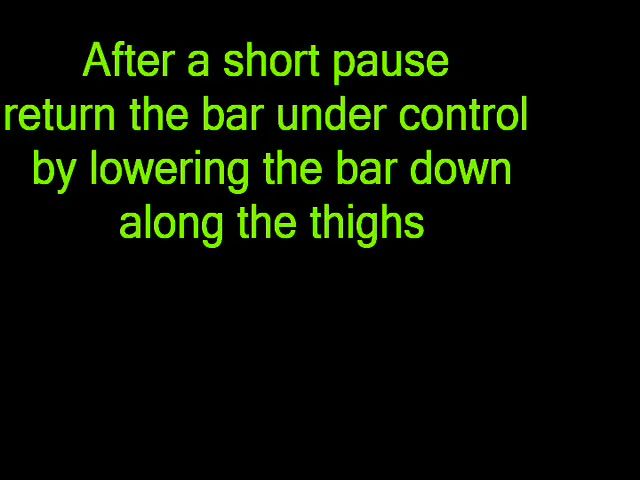 After a short pause
return the bar under control
by lowering the bar down
along the thighs